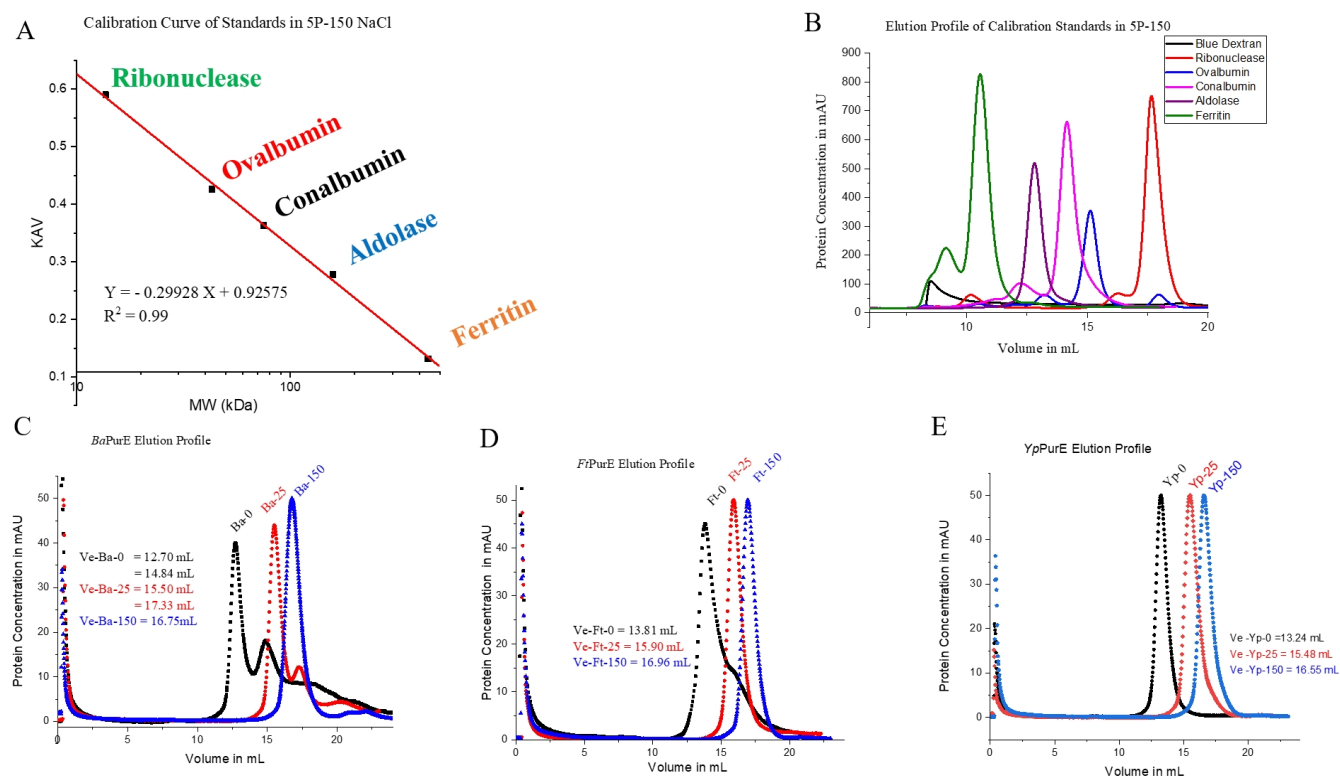 A
Calibration Curve of Standards in 5P-150 NaCl
0.6
0.5
0.4
0.3
0.2
0.1
KAV
Ribonuclease
Ovalbumin
Conalbumin
Aldolase
Ferritin
Y = - 0.29928 X + 0.92575
R² = 0.99
10
100
MW (kDa)
B
Elution Profile of Calibration Standards in 5P-150
Blue Dextran
Ribonuclease
Ovalbumin
Conalbumin
Aldolase
Ferritin
900
800
700
600
500
400
300
200
100
0
Protein Concentration in mAU
10
15
20
Volume in mL
C
BaPurE Elution Profile
Ba-0
Ba-25
Ba-150
50
40
30
20
10
0
Protein Concentration in mAU
Ve-Ba-0 = 12.70 mL
= 14.84 mL
Ve-Ba-25 = 15.50 mL
= 17.33 mL
Ve-Ba-150 = 16.75mL
0
5
10
15
20
Volume in mL
D
FtPurE Elution Profile
Ft-0
Ft-25
Ft-150
50
40
30
20
10
0
Protein Concentration in mAU
Ve-Ft-0 = 13.81 mL
Ve-Ft-25 = 15.90 mL
Ve-Ft-150 = 16.96 mL
0
5
10
15
20
Volume in mL
E
YpPurE Elution Profile
Yp-0
Yp-25
Yp-150
50
40
30
20
10
0
Protein Concentration in mAU
Ve -Yp-0 =13.24 mL
Ve -Yp-25 = 15.48 mL
Ve -Yp-150 = 16.55 mL
0
5
10
15
20
Volume in mL